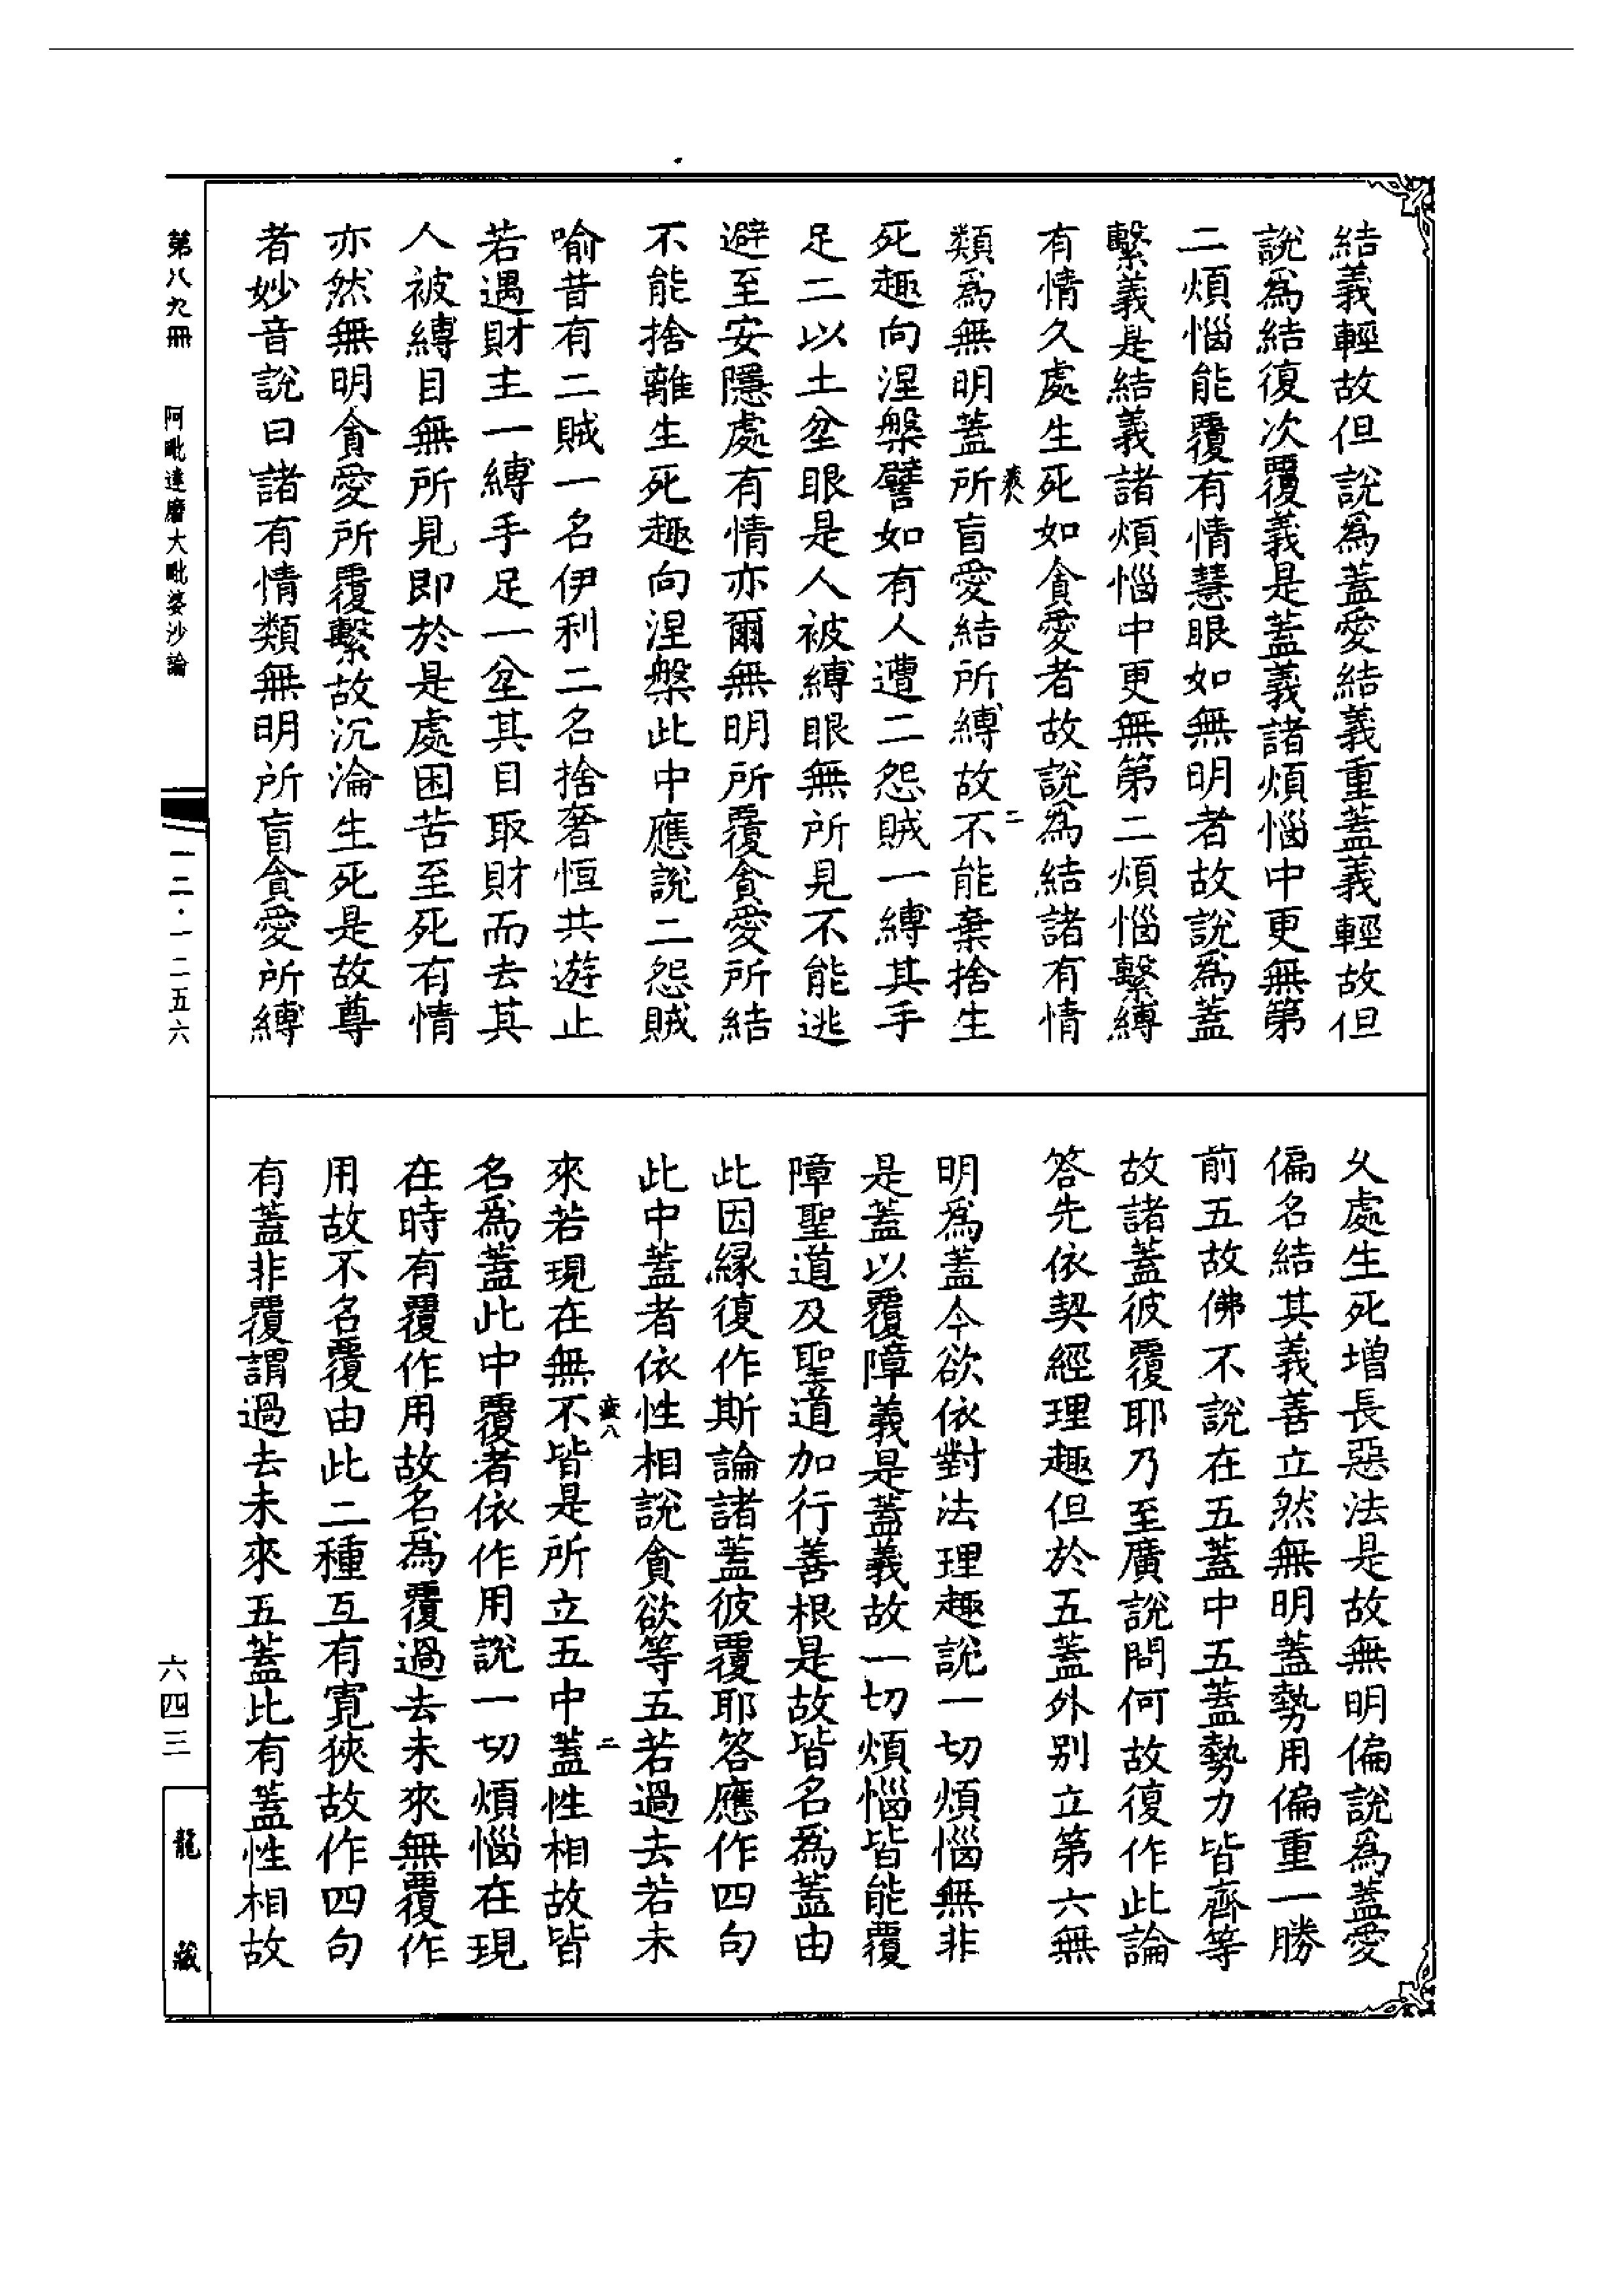 結義輕故但說為蓋愛結義重蓋義輕故但
說為結復次覆義是蓋義諸煩惱中更無第
二煩惱能覆有情慧眼如無明者故說為蓋
繫義是結義諸煩惱中更無第二煩惱繫縛
有情久處生死如貪愛者故說為結諸有情
類為無明蓋所盲愛結所縛故不能棄捨生
死趣向涅槃譬如有人遭二怨賊一縛其手
足二以土坌眼是人被縛眼無所見不能逃
避至安隱處有情亦爾無明所覆貪愛所結
不能捨離生死趣向涅槃此中應說二怨賊
喻昔有二賊一名伊利二名捨奢恒共遊止
若遇財主一縛手足一坌其目取財而去其
人被縛目無所見即於是處困苦至死有情
亦然無明貪愛所覆繫故沉淪生死是故尊
者妙音說曰諸有情類無明所盲貪愛所縛
久處生死增長惡法是故無明偏說為蓋愛
偏名結其義善立然無明蓋勢用偏重一勝
前五故佛不說在五蓋中五蓋勢力皆齊等
故諸蓋彼覆耶乃至廣說問何故復作此論
答先依契經理趣但於五蓋外別立第六無
明為蓋今欲依對法理趣說一切煩惱無非
是蓋以覆障義是蓋義故一切煩惱皆能覆
障聖道及聖道加行善根是故皆名為蓋由
此因緣復作斯論諸蓋彼覆耶答應作四句
此中蓋者依性相說貪欲等五若過去若未
來若現在無不皆是所立五中蓋性相故皆
名為蓋此中覆者依作用說一切煩惱在現
在時有覆作用故名為覆過去未來無覆作
用故不名覆由此二種互有寬狹故作四句
有蓋非覆謂過去未來五蓋此有蓋性相故
第八九冊 阿毗達磨大毗婆沙論
一二·一二五六
六四三
龍藏